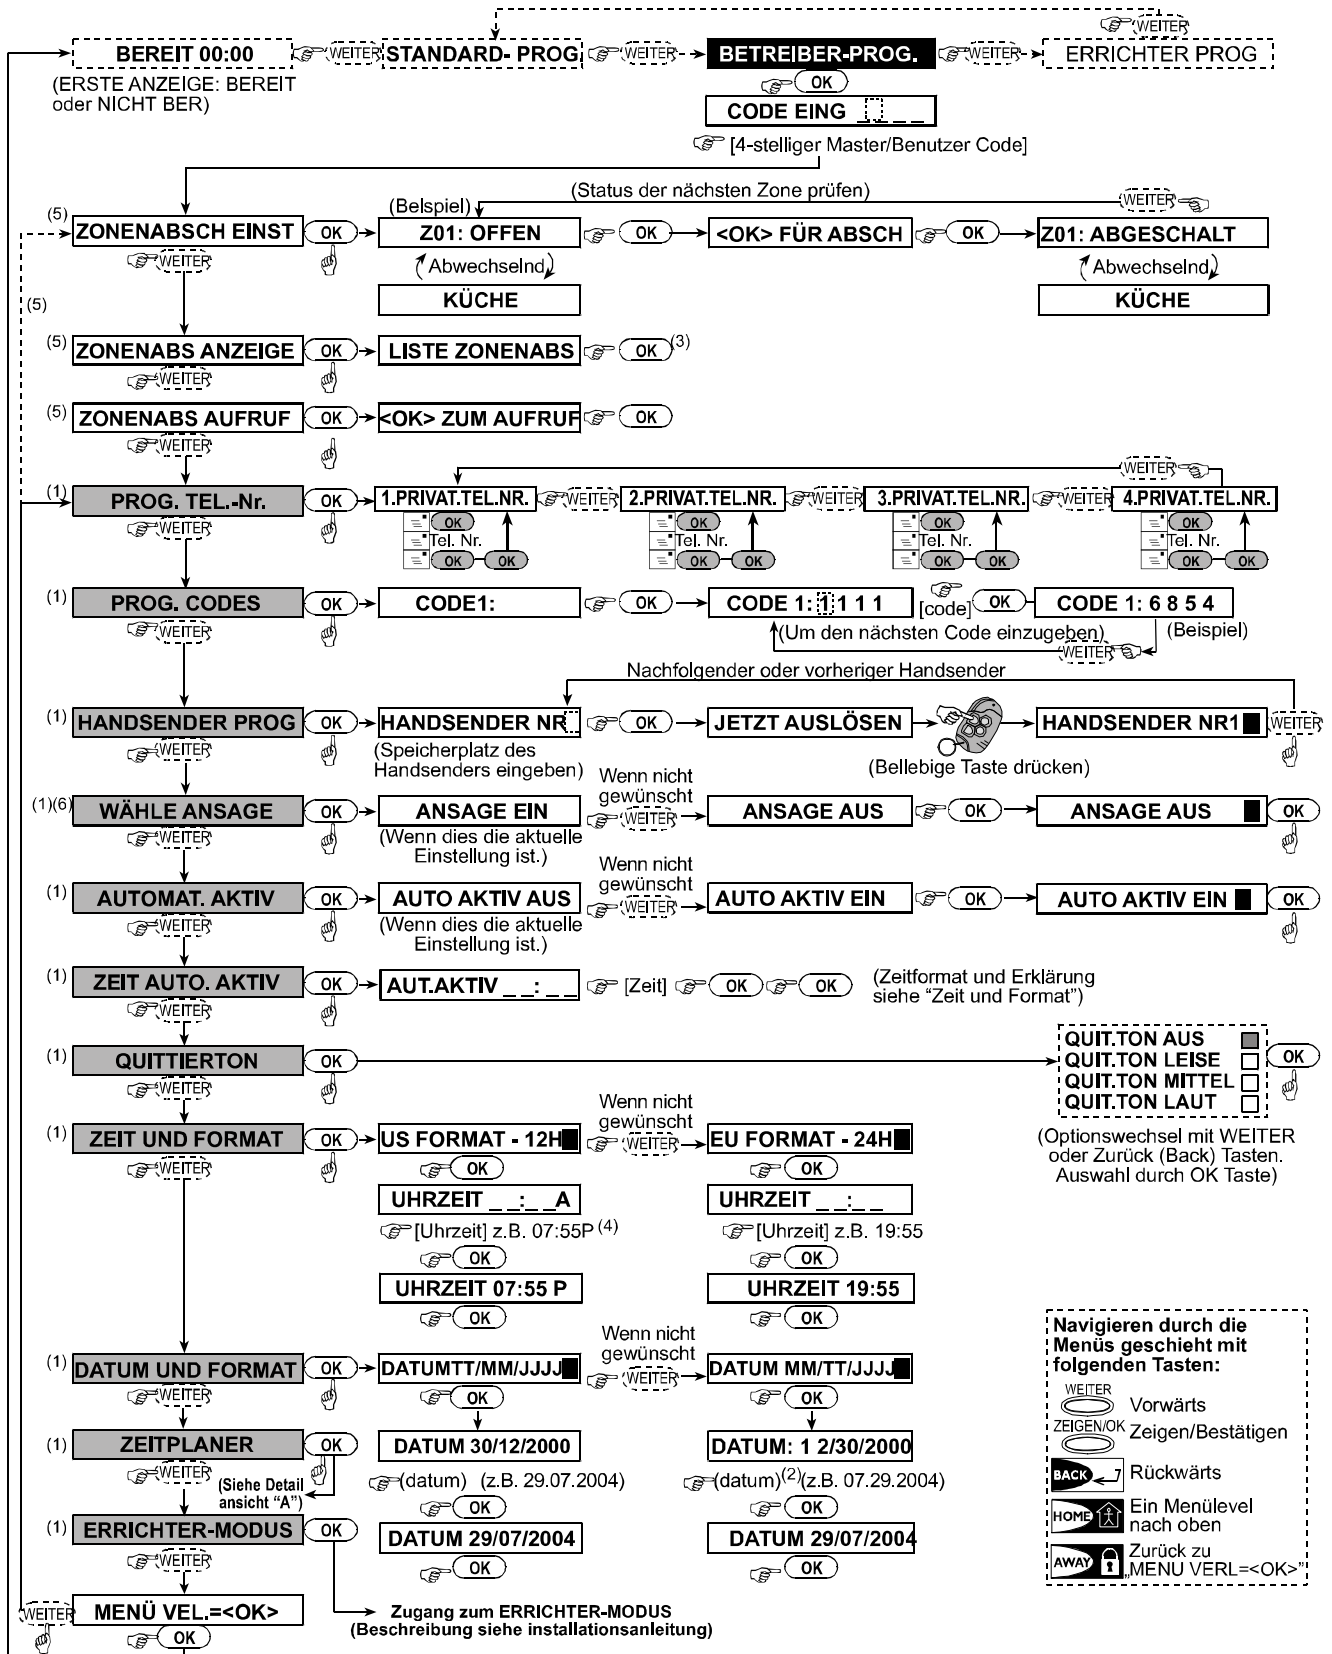 WEITER
BEREIT 00:00 WEITER STANDARD- PROG WEITER BETREIBER-PROG. WEITER ERRICHTER PROG
(ERSTE ANZEIGE: BEREIT
oder NICHT BER)
OK
CODE EING _ _ _ _
[4-stelliger Master/Benutzer Code]
(Status der nächsten Zone prüfen)
WEITER
(5) ZONENABSCH EINST OK (Belspiel) Z01: OFFEN OK <OK> FÜR ABSCH OK Z01: ABGESCHALT
WEITER Abwechselnd Abwechselnd
KÜCHE KÜCHE
(5)
(5) ZONENABS ANZEIGE OK LISTE ZONENABS OK (3)
WEITER
(5) ZONENABS AUFRUF OK <OK> ZUM AUFRUF OK
WEITER
WEITER
(1) PROG. TEL.-Nr. OK 1.PRIVAT.TEL.NR. WEITER 2.PRIVAT.TEL.NR. WEITER 3.PRIVAT.TEL.NR. WEITER 4.PRIVAT.TEL.NR.
WEITER OK OK OK OK
Tel. Nr. Tel. Nr. Tel. Nr. Tel. Nr.
OK OK OK OK OK OK OK OK
(1) PROG. CODES OK CODE1: OK CODE 1: 1 1 1 1 [code] OK CODE 1: 6 8 5 4
WEITER (Um den nächsten Code einzugeben) WEITER (Beispiel)
Nachfolgender oder vorheriger Handsender
(1) HANDSENDER PROG OK HANDSENDER NR OK JETZT AUSLÖSEN HANDSENDER NR1 WEITER
WEITER (Speicherplatz des
Handsenders eingeben)
(Bellebige Taste drücken)
Wenn nicht
gewünscht
(1)(6) WÄHLE ANSAGE OK ANSAGE EIN WEITER ANSAGE AUS OK ANSAGE AUS OK
WEITER (Wenn dies die aktuelle
Einstellung ist.)
Wenn nicht
gewünscht
(1) AUTOMAT. AKTIV OK AUTO AKTIV AUS WEITER AUTO AKTIV EIN OK AUTO AKTIV EIN OK
WEITER (Wenn dies die aktuelle
Einstellung ist.)
(1) ZEIT AUTO. AKTIV OK AUT.AKTIV _ _:_ _ [Zeit] OK OK (Zeitformat und Erklärung
siehe “Zeit und Format”)
WEITER
(1) QUITTIERTON OK
WEITER
QUIT.TON AUS
QUIT.TON LEISE
QUIT.TON MITTEL
QUIT.TON LAUT
OK
(Optionswechsel mit WEITER
oder Zurück (Back) Tasten.
Auswahl durch OK Taste)
Wenn nicht
gewünscht
(1) ZEIT UND FORMAT OK US FORMAT - 12H WEITER EU FORMAT - 24H
WEITER OK OK
UHRZEIT _ _:_ _A UHRZEIT _ _:_ _
[Uhrzeit] z.B. 07:55P (4) [Uhrzeit] z.B. 19:55
OK OK
UHRZEIT 07:55 P UHRZEIT 19:55
OK OK
Wenn nicht
gewünscht
(1) DATUM UND FORMAT OK DATUMTT/MM/JJJJ WEITER DATUM MM/TT/JJJJ
WEITER OK OK
(1) ZEITPLANER OK DATUM 30/12/2000 DATUM: 1 2/30/2000
WEITER (Siehe Detail
ansicht “A”)
(datum) (z.B. 29.07.2004) (datum) (2) (z.B. 07.29.2004)
OK OK
(1) ERRICHTER-MODUS OK DATUM 29/07/2004 DATUM 29/07/2004
WEITER OK OK
WEITER MENÜ VEL.=<OK>
OK
Zugang zum ERRICHTER-MODUS
(Beschreibung siehe installationsanleitung)
Navigieren durch die
Menüs geschieht mit
folgenden Tasten:
WEITER Vorwärts
ZEIGEN/OK Zeigen/Bestätigen
BACK Rückwärts
HOME Ein Menülevel
nach oben
AWAY Zurück zu
„MENÜ VERL=<OK>”